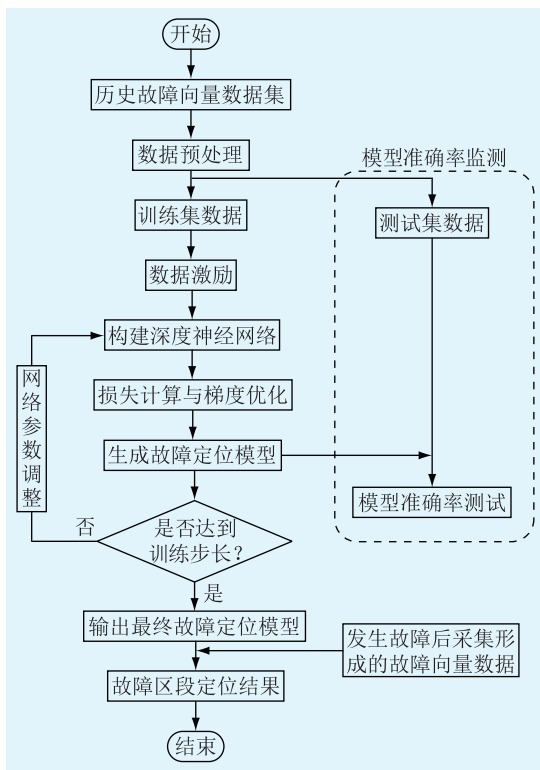 开始
历史故障向量数据集
数据预处理
模型准确率监测
训练集数据
测试集数据
数据激励
构建深度神经网络
网络参数调整
损失计算与梯度优化
生成故障定位模型
模型准确率测试
否
是否达到
训练步长？
是
输出最终故障定位模型
发生故障后采集形
成的故障向量数据
故障区段定位结果
结束